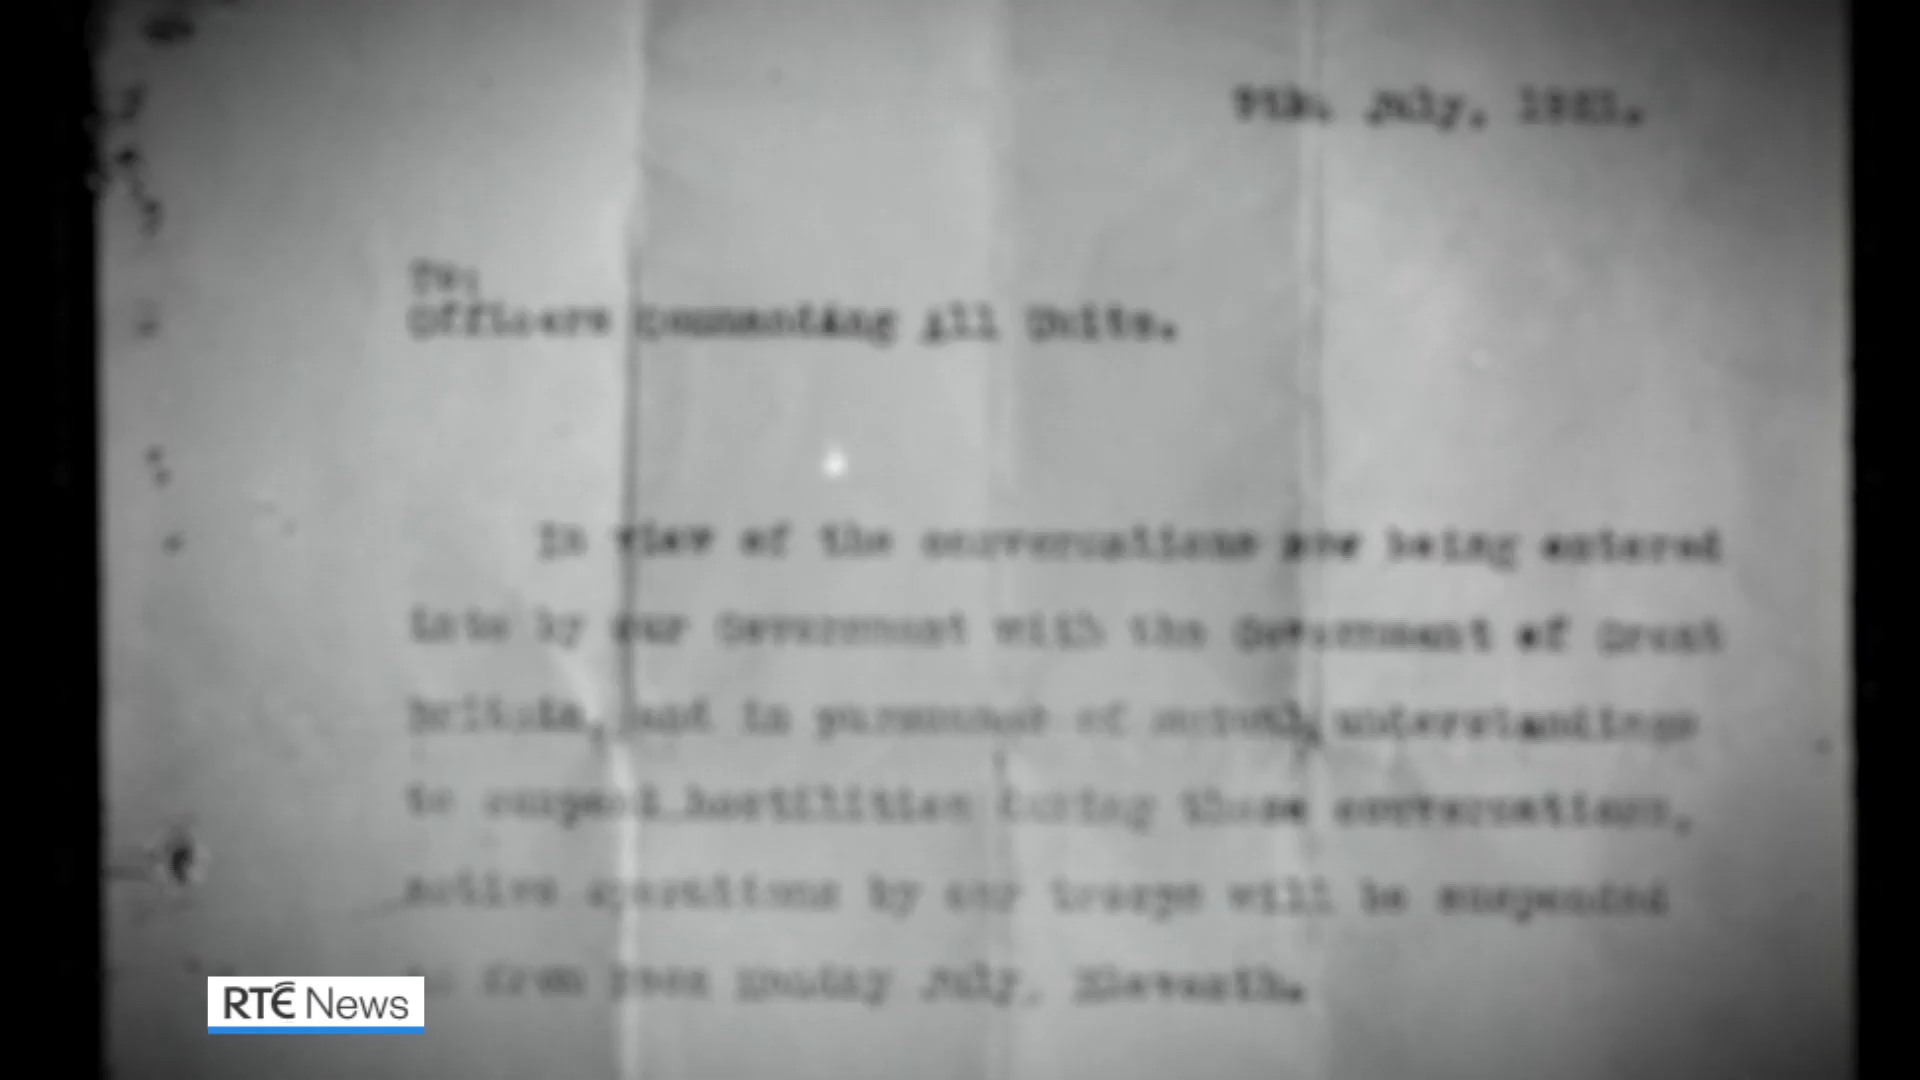 9th. July, 1921.
To:
Officers Commanding All Units.
In view of the conversations now being entered
into by our Government with the Government of Great
Britain, and in pursuance of mutual understandings
to suspend hostilities during these conversations,
active operations by our troops will be suspended
as from noon Monday July, Eleventh.
RTÉ News